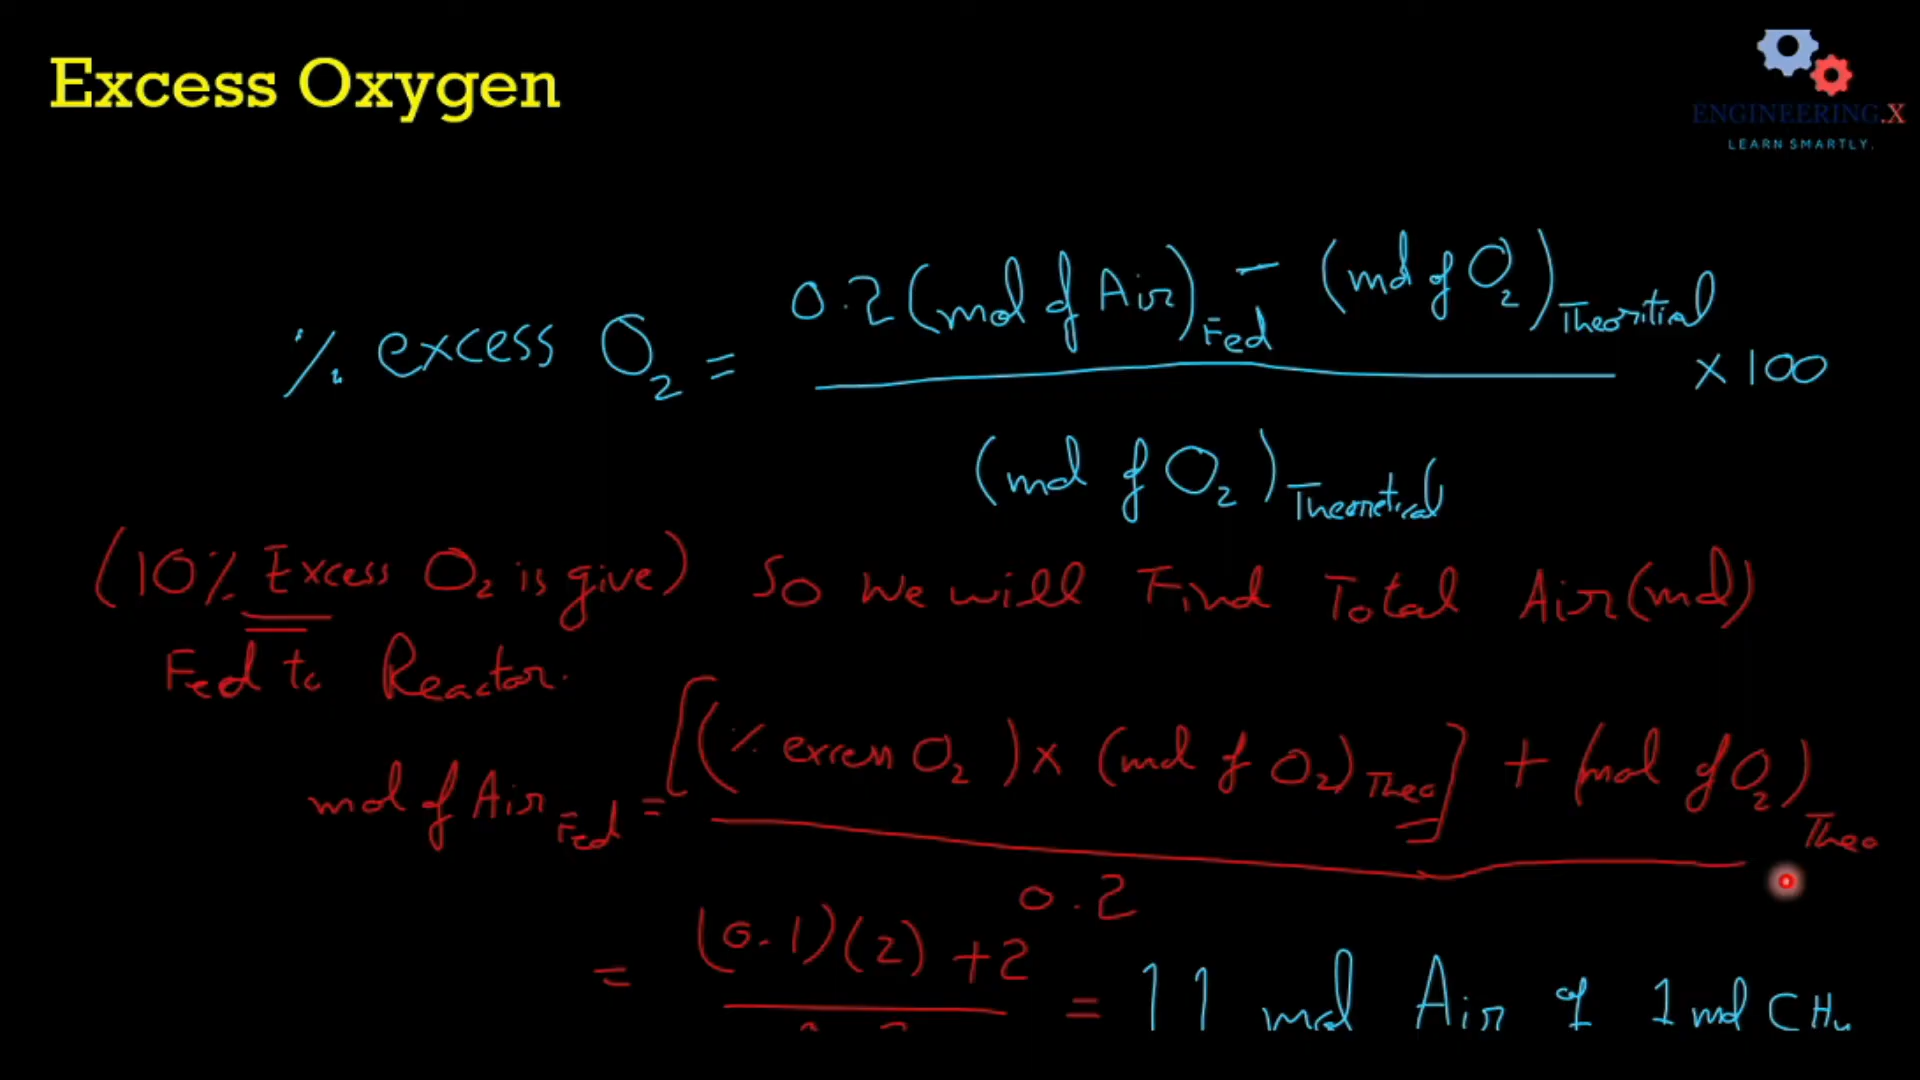 Excess Oxygen
ENGINEERING.X
LEARN SMARTLY.
% excess O₂ = 0.2 (mol of Air)Fed − (mol of O₂)Theoritial
× 100
(mol of O₂)Theoretical
(10% Excess O₂ is give) So we will Find Total Air (mol)
Fed to Reactor.
mol of Air Fed = [(% excess O₂) × (mol of O₂)Theo] + (mol of O₂)Theo
0.2
= (0.1)(2) + 2
= 11 mol Air of 1 mol CH₄